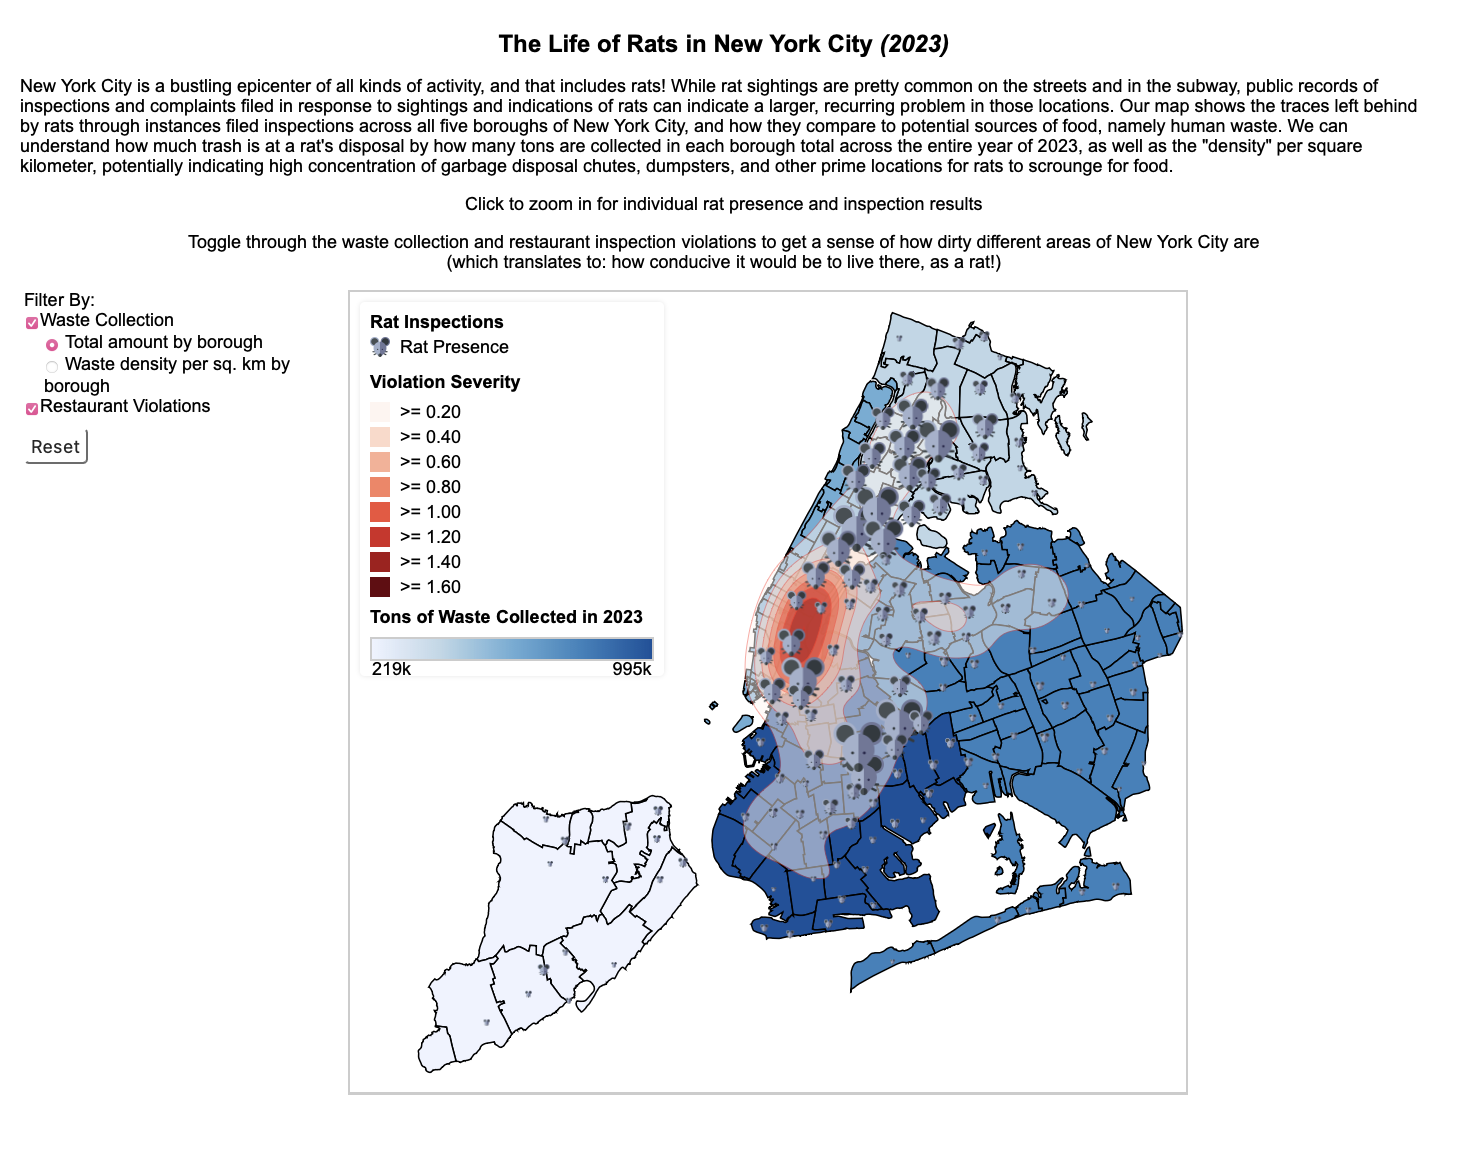 The Life of Rats in New York City (2023)
New York City is a bustling epicenter of all kinds of activity, and that includes rats! While rat sightings are pretty common on the streets and in the subway, public records of
inspections and complaints filed in response to sightings and indications of rats can indicate a larger, recurring problem in those locations. Our map shows the traces left behind
by rats through instances filed inspections across all five boroughs of New York City, and how they compare to potential sources of food, namely human waste. We can
understand how much trash is at a rat's disposal by how many tons are collected in each borough total across the entire year of 2023, as well as the "density" per square
kilometer, potentially indicating high concentration of garbage disposal chutes, dumpsters, and other prime locations for rats to scrounge for food.
Click to zoom in for individual rat presence and inspection results
Toggle through the waste collection and restaurant inspection violations to get a sense of how dirty different areas of New York City are
(which translates to: how conducive it would be to live there, as a rat!)
Filter By:
Waste Collection
Total amount by borough
Waste density per sq. km by
borough
Restaurant Violations
Reset
Rat Inspections
Rat Presence
Violation Severity
>= 0.20
>= 0.40
>= 0.60
>= 0.80
>= 1.00
>= 1.20
>= 1.40
>= 1.60
Tons of Waste Collected in 2023
219k 995k